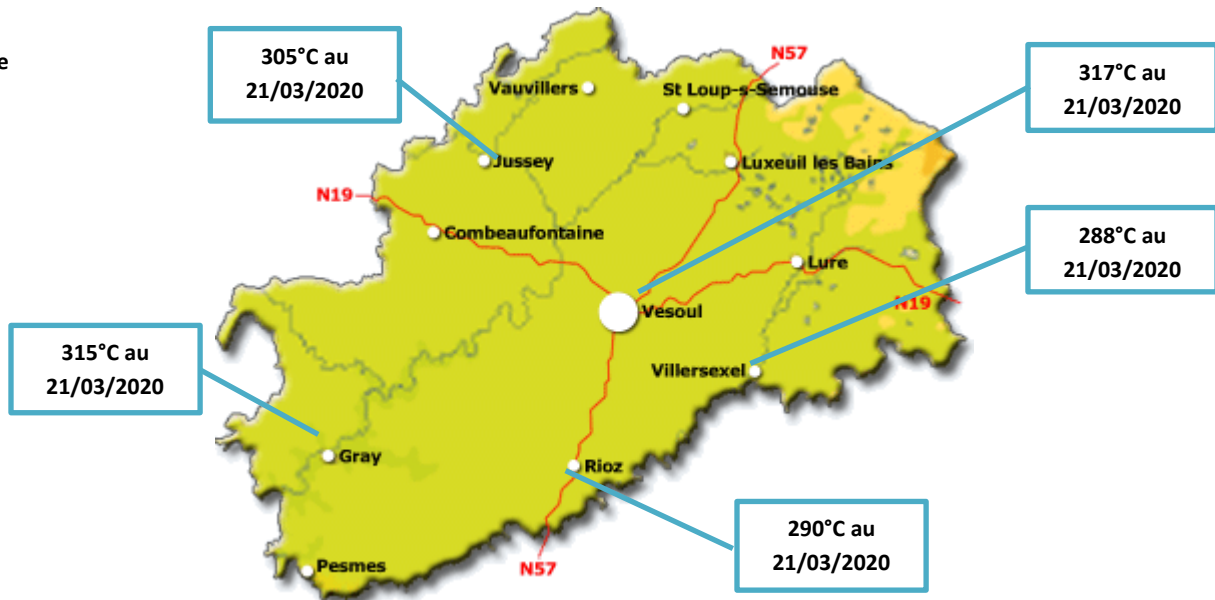 e
305°C au
21/03/2020
N57
317°C au
21/03/2020
Vauvillers
St Loup-s-Semouse
Jussey
Luxeuil les Bains
N19
Combeaufontaine
288°C au
21/03/2020
Lure
N19
Vesoul
315°C au
21/03/2020
Villersexel
Gray
Rioz
290°C au
21/03/2020
Pesmes
N57